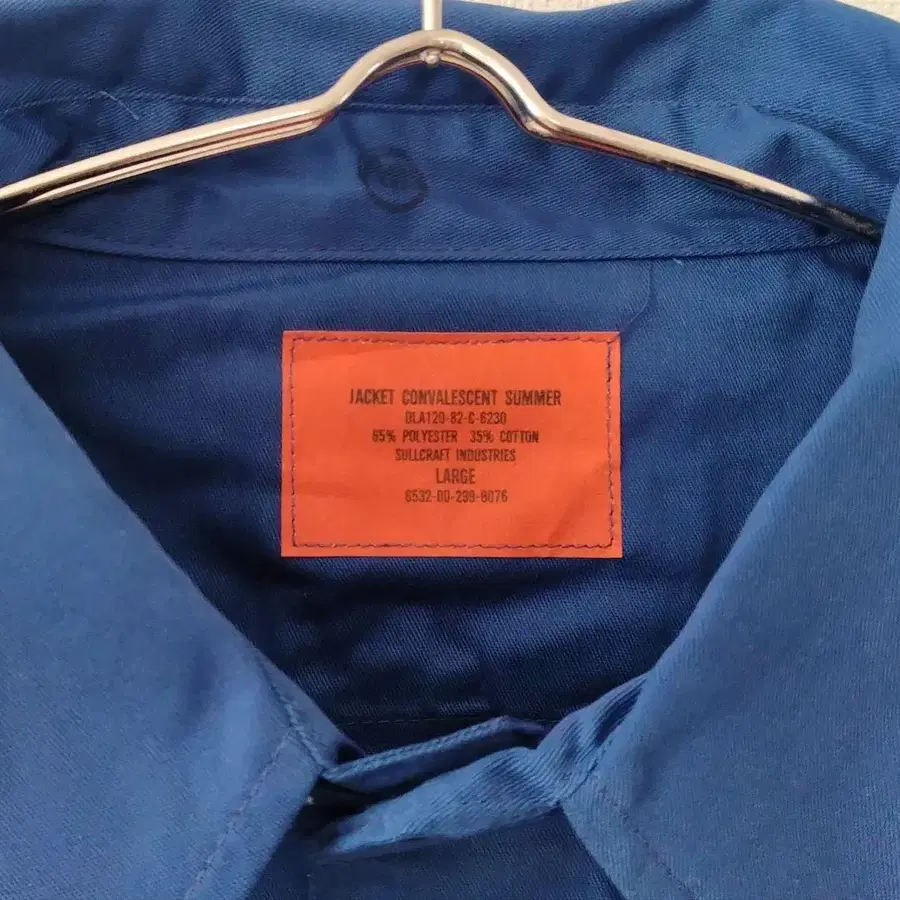 JACKET CONVALESCENT SUMMER
DLA120-82-C-6230
65% POLYESTER 35% COTTON
SULLCRAFT INDUSTRIES
LARGE
6532-00-299-8076